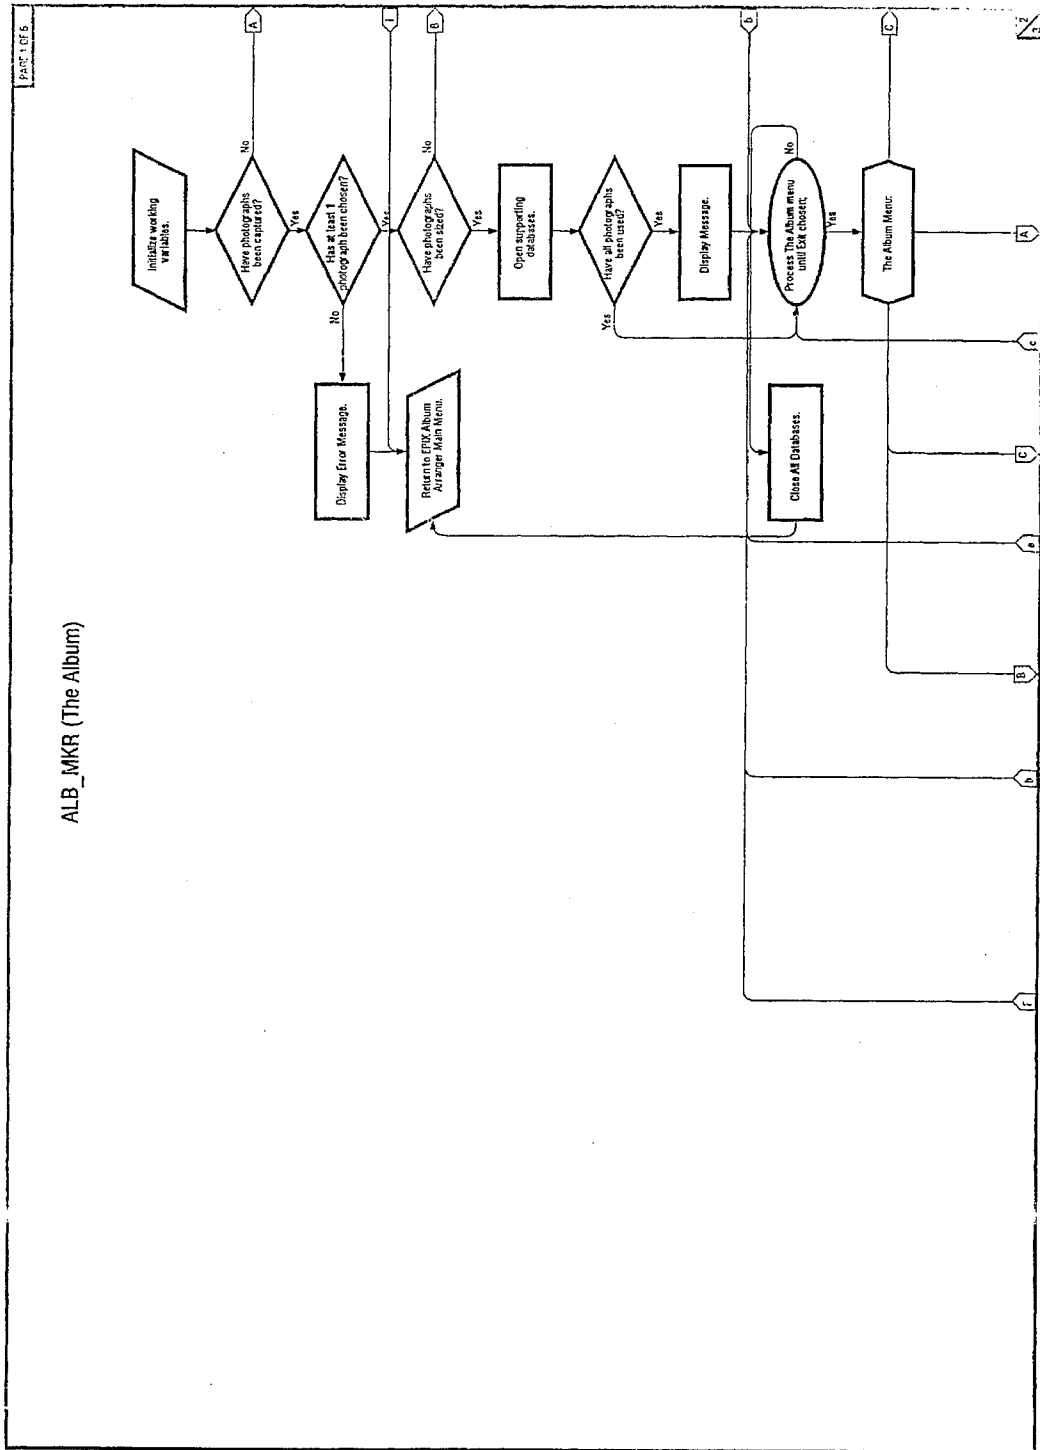 PAGE 1 OF 6
ALB_MKR (The Album)
Initialize working
variables.
Have photographs
been captured?
No
A
Yes
Has at least 1
photograph been chosen?
No
Yes
Display Error Message.
Return to EPIX Album
Arranger Main Menu.
Have photographs
been sized?
No
B
Yes
Open supporting
databases.
Have all photographs
been used?
Yes
Yes
Display Message.
Process The Album menu
until Exit chosen;
No
Yes
Close All Databases.
The Album Menu:
C
A
c
C
B
2
3